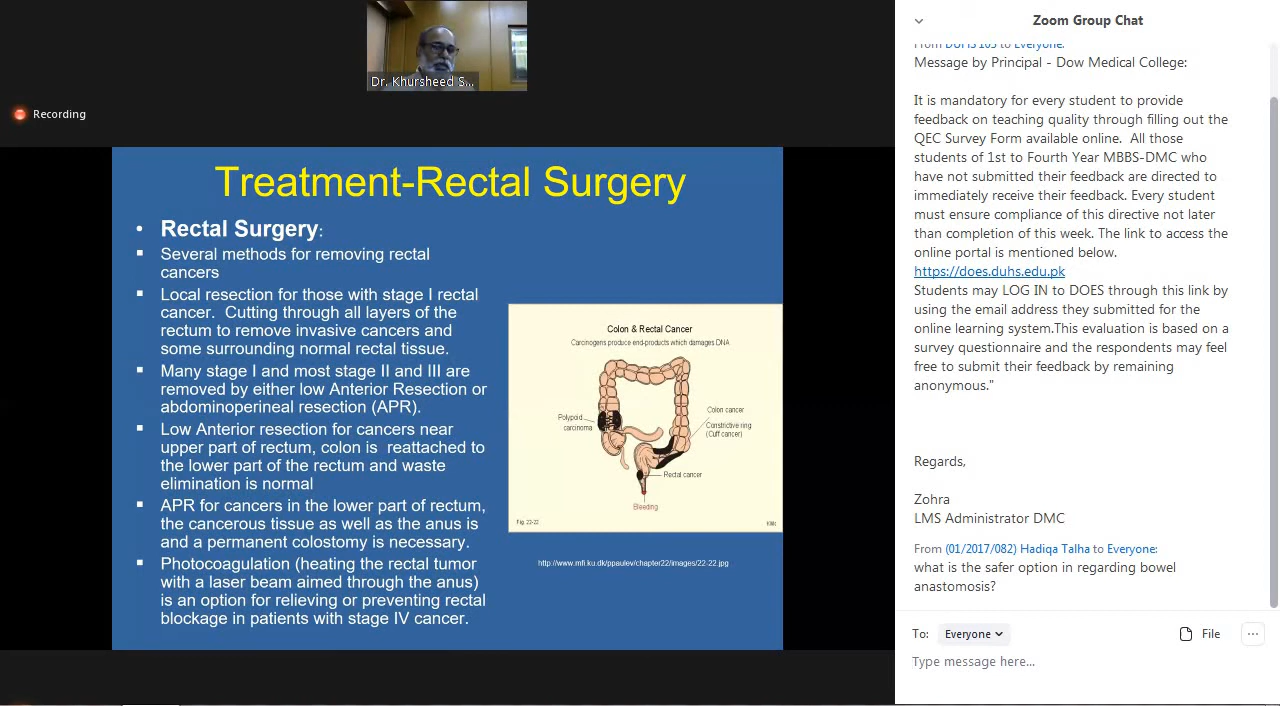 Dr. Khursheed S...
Recording
Treatment-Rectal Surgery
• Rectal Surgery:
▪ Several methods for removing rectal
cancers
▪ Local resection for those with stage I rectal
cancer. Cutting through all layers of the
rectum to remove invasive cancers and
some surrounding normal rectal tissue.
▪ Many stage I and most stage II and III are
removed by either low Anterior Resection or
abdominoperineal resection (APR).
▪ Low Anterior resection for cancers near
upper part of rectum, colon is reattached to
the lower part of the rectum and waste
elimination is normal
▪ APR for cancers in the lower part of rectum,
the cancerous tissue as well as the anus is
and a permanent colostomy is necessary.
▪ Photocoagulation (heating the rectal tumor
with a laser beam aimed through the anus)
is an option for relieving or preventing rectal
blockage in patients with stage IV cancer.
Colon & Rectal Cancer
Carcinogens produce end-products which damages DNA
Polypoid
carcinoma
Colon cancer
Constrictive ring
(Cuff cancer)
Rectal cancer
Bleeding
Fig. 22-22
http://www.mfi.ku.dk/ppaulev/chapter22/images/22-22.jpg
Zoom Group Chat
From DUHS 105 to Everyone:
Message by Principal - Dow Medical College:
It is mandatory for every student to provide
feedback on teaching quality through filling out the
QEC Survey Form available online. All those
students of 1st to Fourth Year MBBS-DMC who
have not submitted their feedback are directed to
immediately receive their feedback. Every student
must ensure compliance of this directive not later
than completion of this week. The link to access the
online portal is mentioned below.
https://does.duhs.edu.pk
Students may LOG IN to DOES through this link by
using the email address they submitted for the
online learning system.This evaluation is based on a
survey questionnaire and the respondents may feel
free to submit their feedback by remaining
anonymous."
Regards,
Zohra
LMS Administrator DMC
From (01/2017/082) Hadiqa Talha to Everyone:
what is the safer option in regarding bowel
anastomosis?
To: Everyone File ...
Type message here...